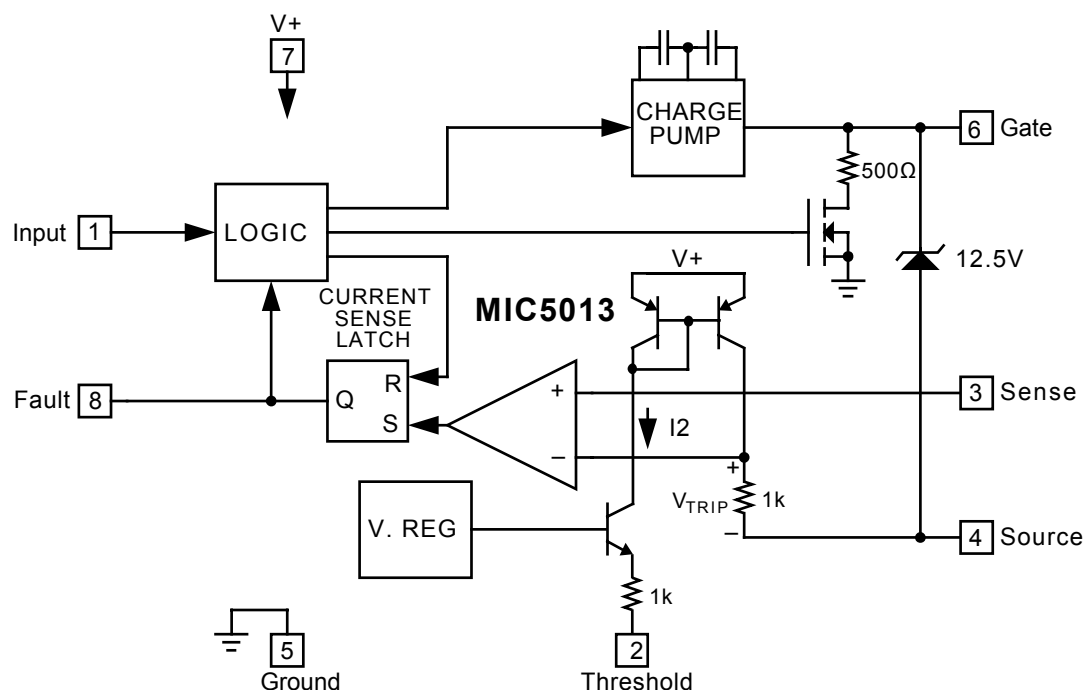 V+
7
CHARGE
PUMP
6 Gate
500Ω
Input 1
LOGIC
12.5V
V+
CURRENT
SENSE
LATCH
MIC5013
R
Fault 8
Q
S
+
3 Sense
I2
–
+
VTRIP
1k
–
V. REG
4 Source
1k
5
Ground
2
Threshold